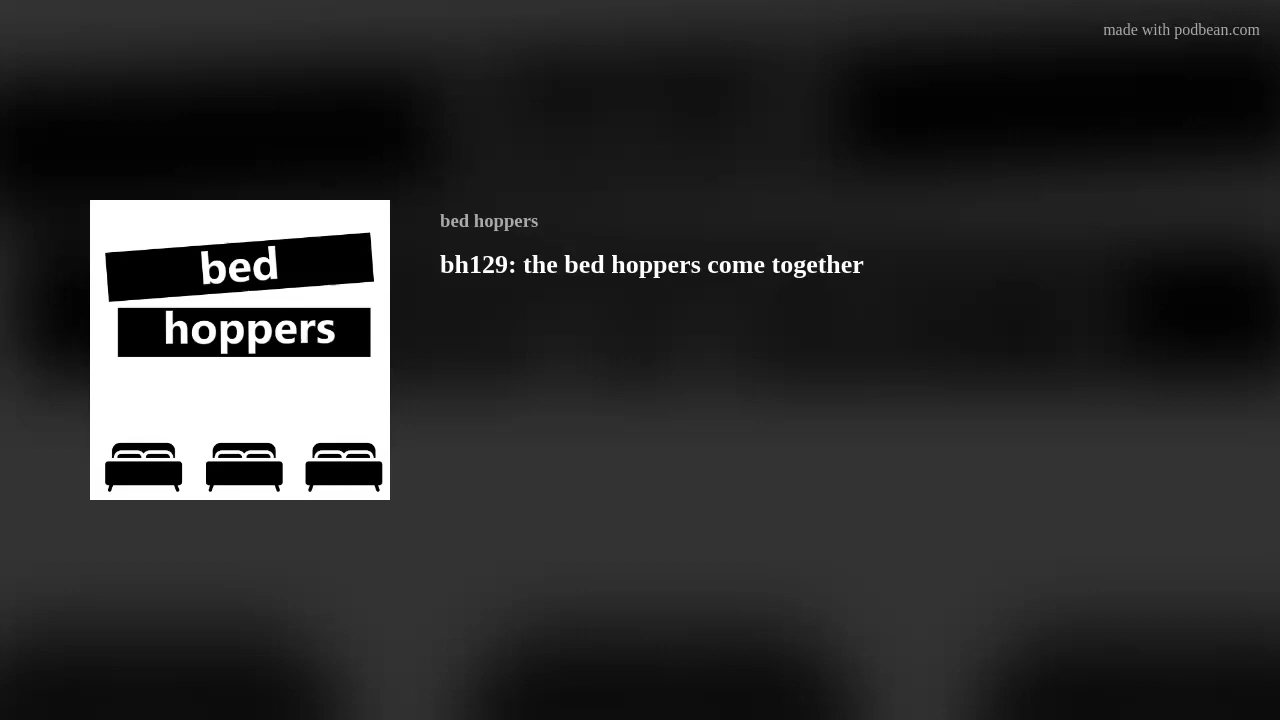 made with podbean.com
bed
hoppers
bed hoppers
bh129: the bed hoppers come together